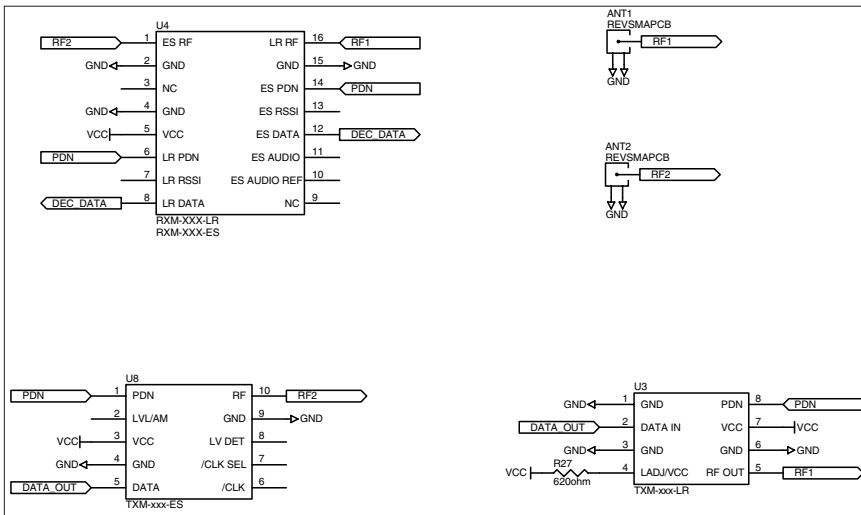 U4
RF2 1 ES RF LR RF 16 RF1
GND 2 GND GND 15 GND
3 NC ES PDN 14 PDN
GND 4 GND ES RSSI 13
VCC 5 VCC ES DATA 12 DEC_DATA
PDN 6 LR PDN ES AUDIO 11
7 LR RSSI ES AUDIO REF 10
DEC_DATA 8 LR DATA NC 9
RXM-XXX-LR
RXM-XXX-ES
ANT1
REVSMAPCB
RF1
GND
ANT2
REVSMAPCB
RF2
GND
U8
PDN 1 PDN RF 10 RF2
2 LVL/AM GND 9 GND
VCC 3 VCC LV DET 8
GND 4 GND /CLK SEL 7
DATA_OUT 5 DATA /CLK 6
TXM-xxx-ES
U3
GND 1 GND PDN 8 PDN
DATA_OUT 2 DATA IN VCC 7 VCC
GND 3 GND GND 6 GND
VCC R27 4 LADJ/VCC RF OUT 5 RF1
620ohm
TXM-xxx-LR